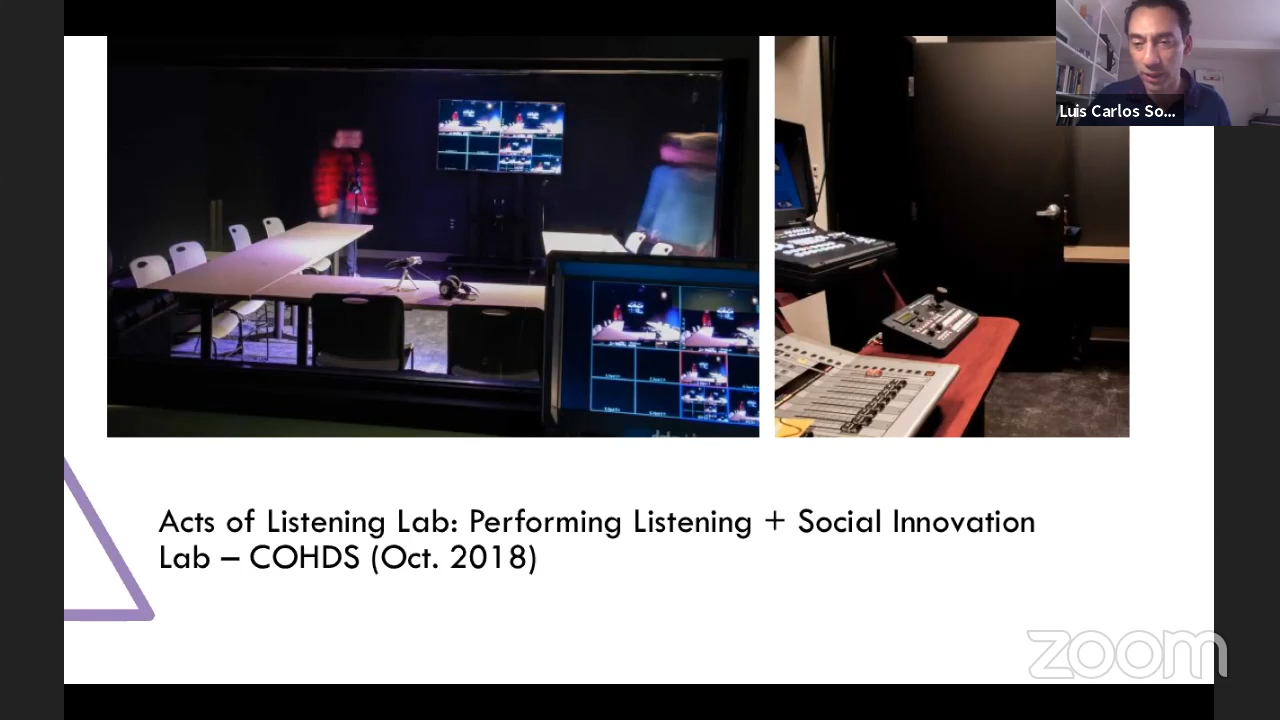 Luis Carlos So...
Acts of Listening Lab: Performing Listening + Social Innovation
Lab – COHDS (Oct. 2018)
zoom